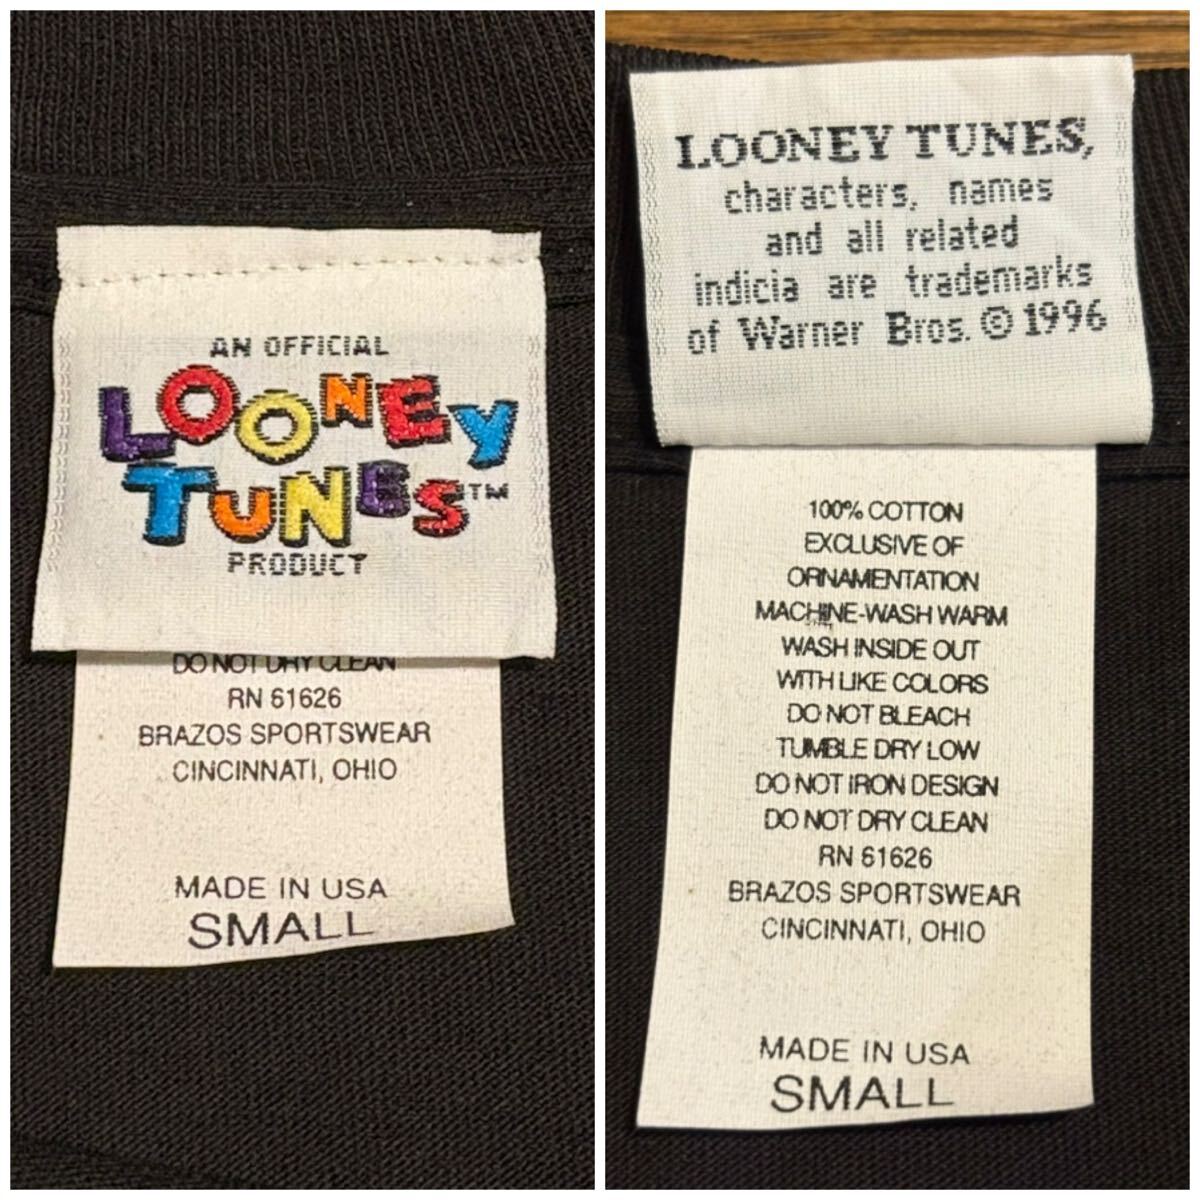 AN OFFICIAL
LOONEY
TUNES™
PRODUCT
DO NOT DRY CLEAN
RN 61626
BRAZOS SPORTSWEAR
CINCINNATI, OHIO
MADE IN USA
SMALL
LOONEY TUNES,
characters, names
and all related
indicia are trademarks
of Warner Bros. © 1996
100% COTTON
EXCLUSIVE OF
ORNAMENTATION
MACHINE-WASH WARM
WASH INSIDE OUT
WITH LIKE COLORS
DO NOT BLEACH
TUMBLE DRY LOW
DO NOT IRON DESIGN
DO NOT DRY CLEAN
RN 61626
BRAZOS SPORTSWEAR
CINCINNATI, OHIO
MADE IN USA
SMALL